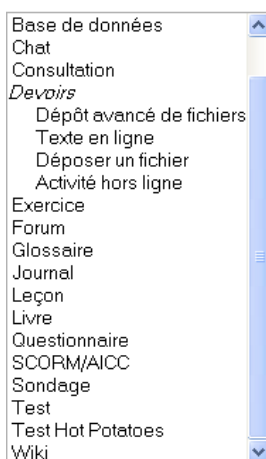 Base de données
Chat
Consultation
Devoirs
Dépôt avancé de fichiers
Texte en ligne
Déposer un fichier
Activité hors ligne
Exercice
Forum
Glossaire
Journal
Leçon
Livre
Questionnaire
SCORM/AICC
Sondage
Test
Test Hot Potatoes
Wiki